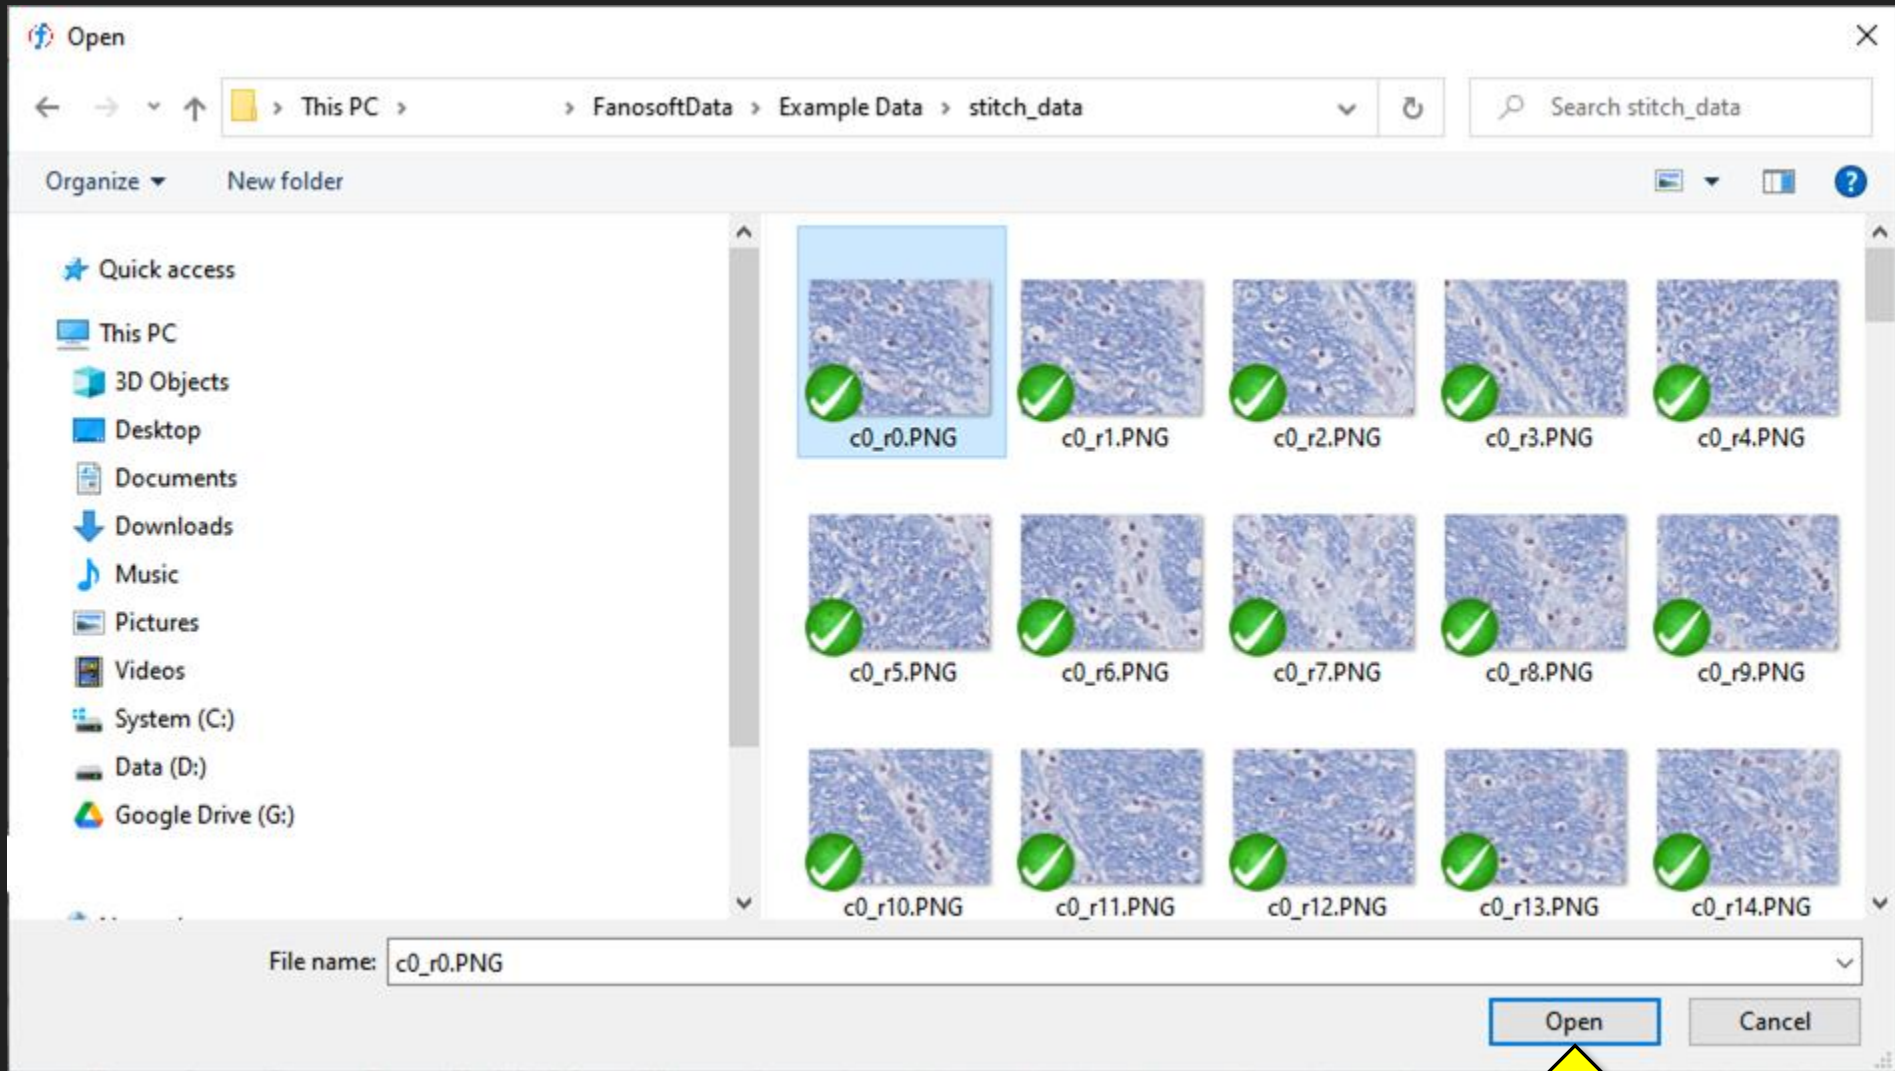 Open
This PC > > FanosoftData > Example Data > stitch_data
Search stitch_data
Organize
New folder
?
Quick access
This PC
3D Objects
Desktop
Documents
Downloads
Music
Pictures
Videos
System (C:)
Data (D:)
Google Drive (G:)
c0_r0.PNG c0_r1.PNG c0_r2.PNG c0_r3.PNG c0_r4.PNG
c0_r5.PNG c0_r6.PNG c0_r7.PNG c0_r8.PNG c0_r9.PNG
c0_r10.PNG c0_r11.PNG c0_r12.PNG c0_r13.PNG c0_r14.PNG
File name: c0_r0.PNG
Open Cancel